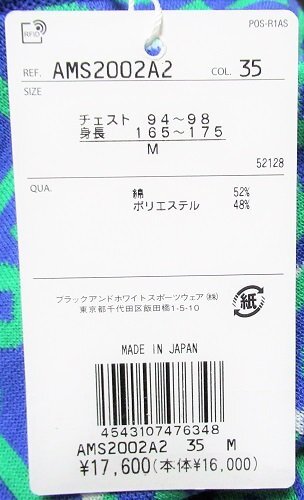 RFID
POS-R1AS
REF. AMS2002A2 COL. 35
SIZE
チェスト 94～98
身長 165～175
M
52128
QUA.
綿 52%
ポリエステル 48%
ブラックアンドホワイトスポーツウェア㈱
東京都千代田区飯田橋1-5-10
紙
MADE IN JAPAN
4543107476348
AMS2002A2 35 M
¥17,600(本体¥16,000)